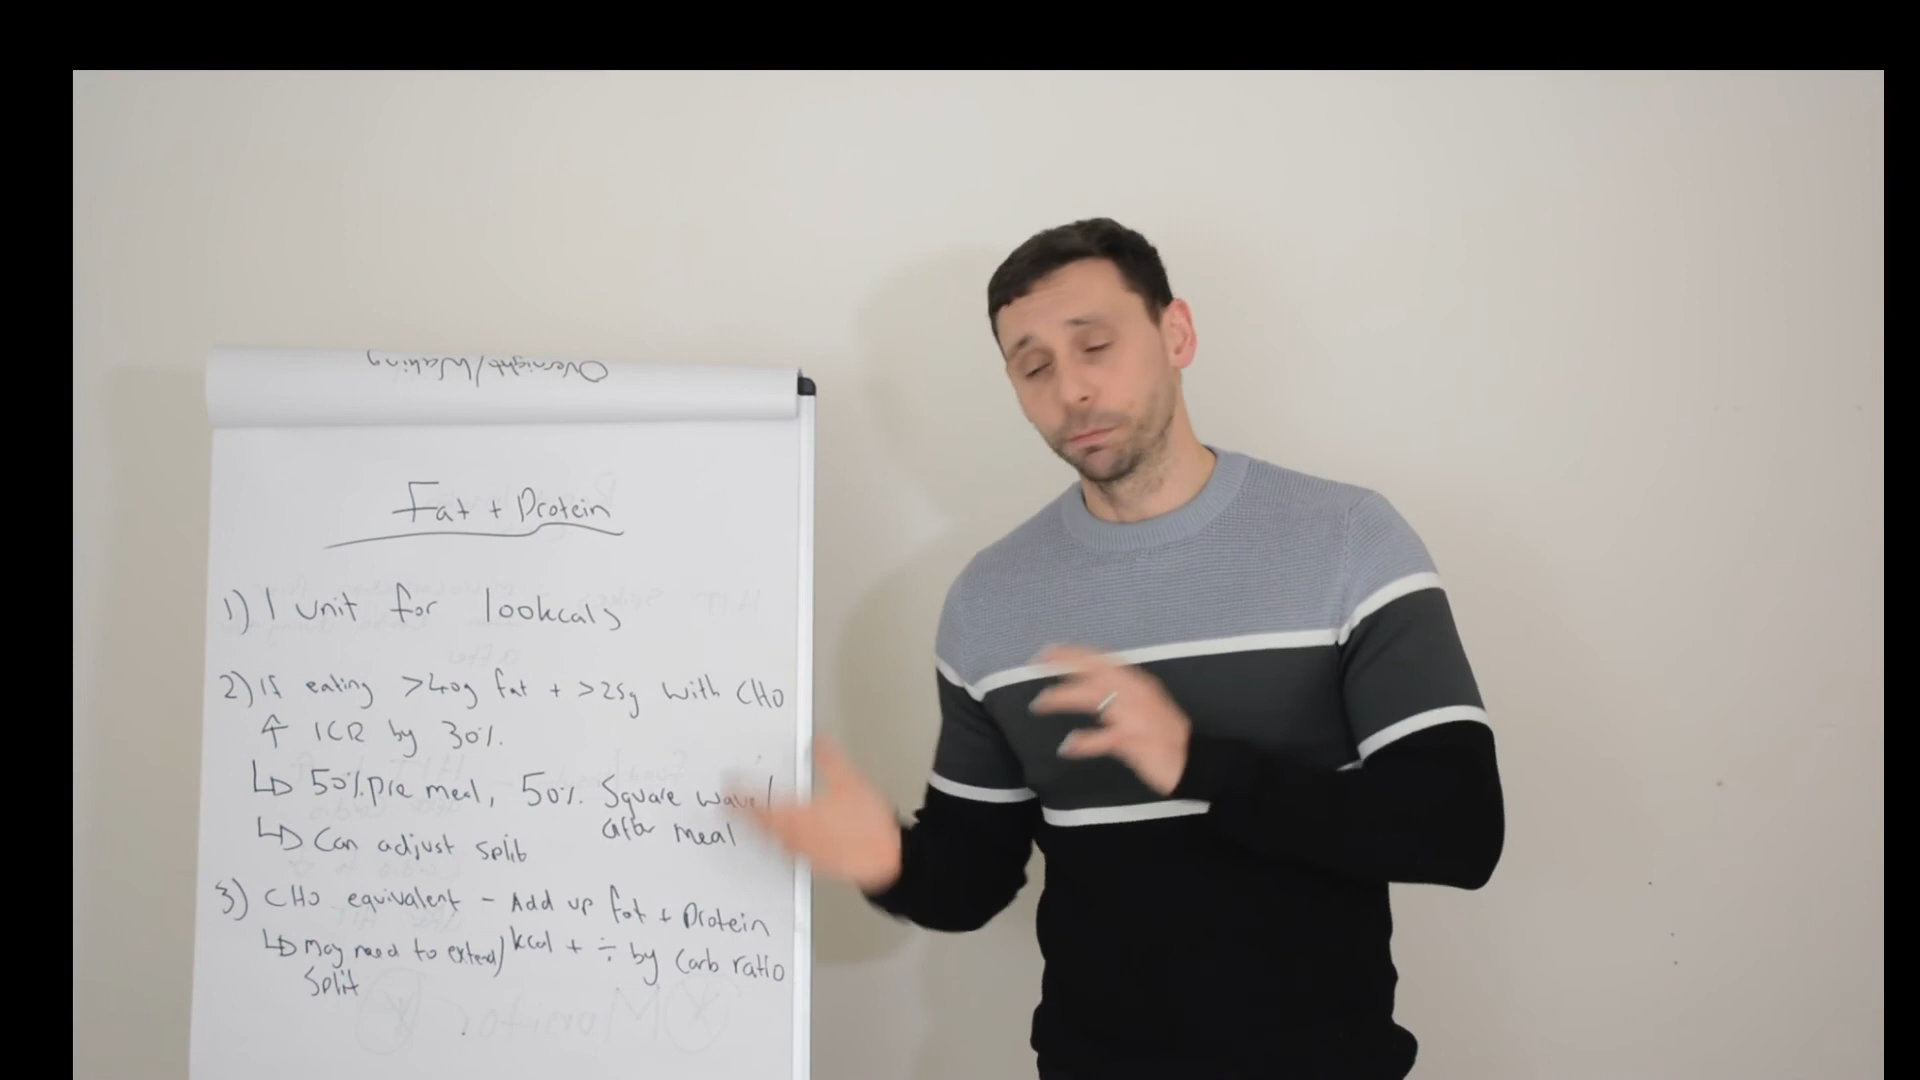 Overnight/Waking
Fat + Protein
1) 1 unit for 100kcals
2) If eating >40g fat + >25g with CHO
↑ ICR by 30%.
↳ 50% pre meal, 50% Square wave/
after meal
↳ Can adjust split
3) CHO equivalent - Add up fat + Protein
↳ may need to extend/ kcal + ÷ by Carb ratio
Split
Monitor